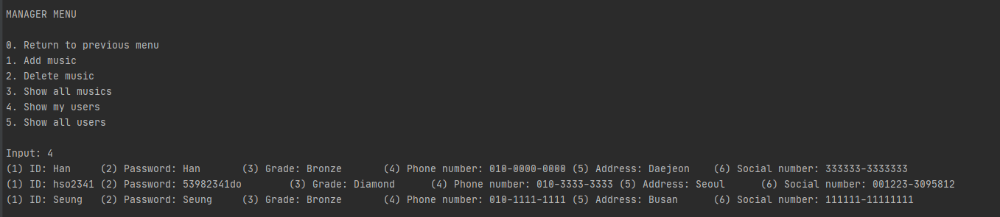 MANAGER MENU
0. Return to previous menu
1. Add music
2. Delete music
3. Show all musics
4. Show my users
5. Show all users
Input: 4
(1) ID: Han (2) Password: Han (3) Grade: Bronze (4) Phone number: 010-0000-0000 (5) Address: Daejeon (6) Social number: 333333-3333333
(1) ID: hso2341 (2) Password: 53982341do (3) Grade: Diamond (4) Phone number: 010-3333-3333 (5) Address: Seoul (6) Social number: 001223-3095812
(1) ID: Seung (2) Password: Seung (3) Grade: Bronze (4) Phone number: 010-1111-1111 (5) Address: Busan (6) Social number: 111111-11111111